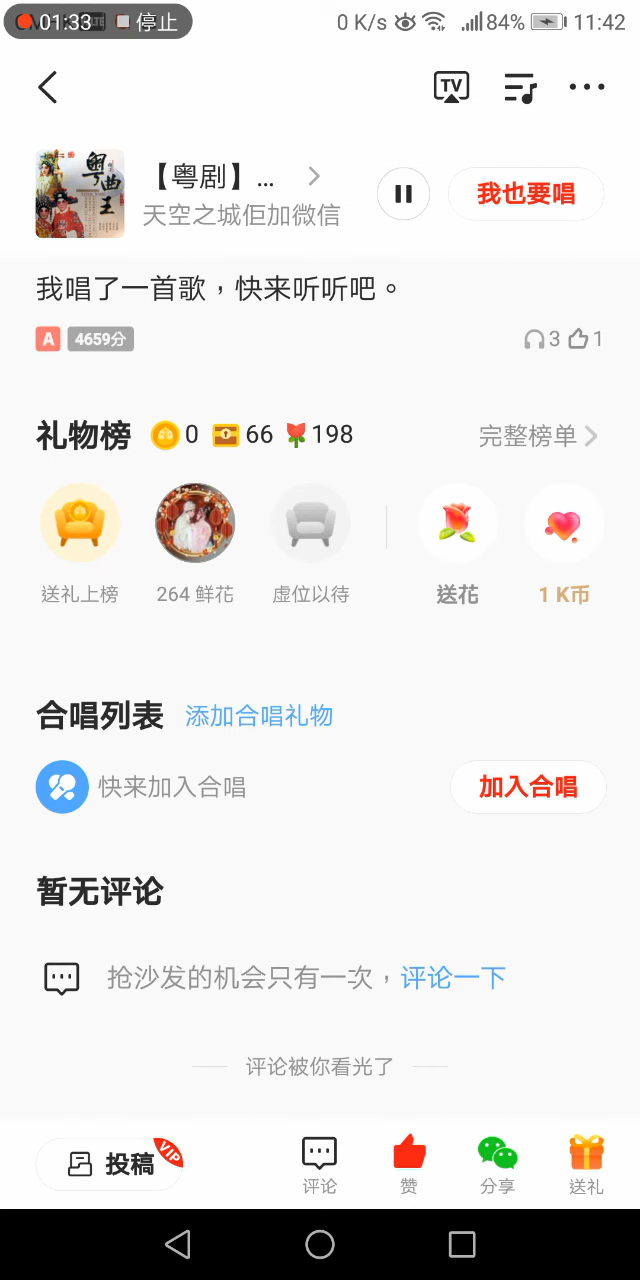 01:33 停止 0 K/s 84% 11:42
TV
粤曲王
【粤剧】...
天空之城佢加微信
我也要唱
我唱了一首歌，快来听听吧。
A 4659分 3 1
礼物榜 0 66 198 完整榜单
送礼上榜 264 鲜花 虚位以待 送花 1 K币
合唱列表 添加合唱礼物
快来加入合唱 加入合唱
暂无评论
抢沙发的机会只有一次，评论一下
评论被你看光了
投稿 VIP
评论 赞 分享 送礼